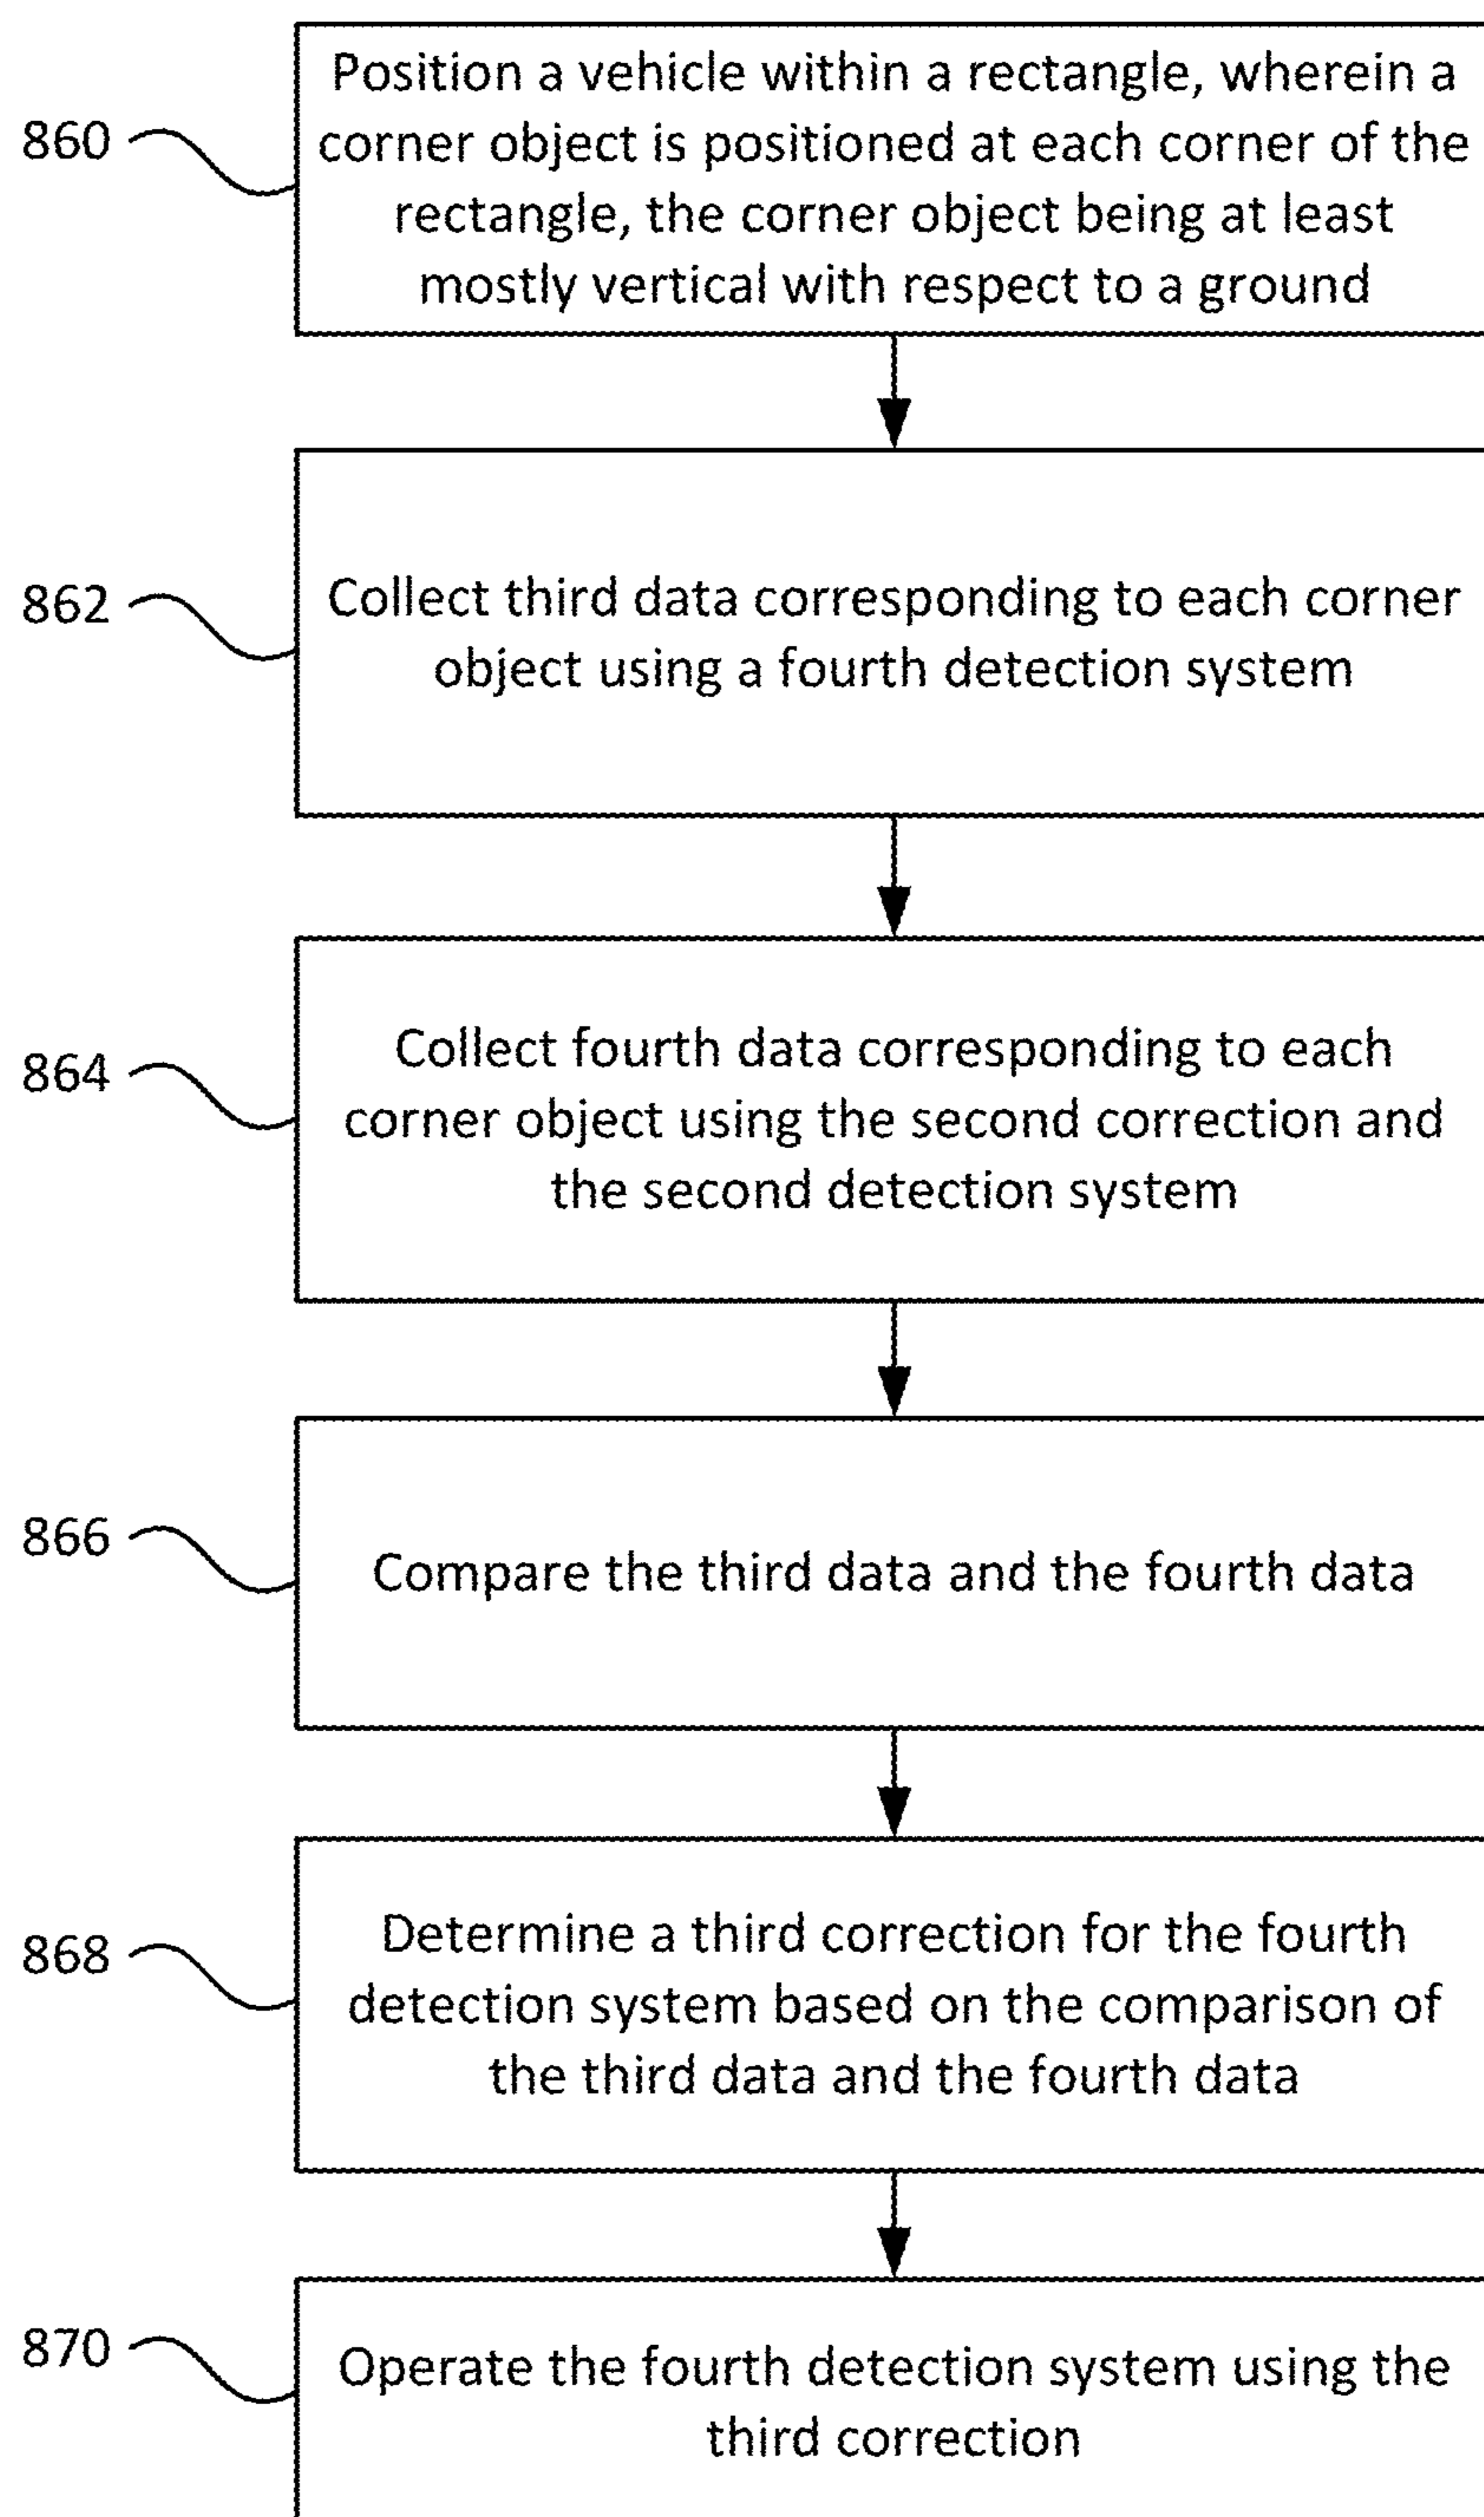 860
Position a vehicle within a rectangle, wherein a
corner object is positioned at each corner of the
rectangle, the corner object being at least
mostly vertical with respect to a ground
862
Collect third data corresponding to each corner
object using a fourth detection system
864
Collect fourth data corresponding to each
corner object using the second correction and
the second detection system
866
Compare the third data and the fourth data
868
Determine a third correction for the fourth
detection system based on the comparison of
the third data and the fourth data
870
Operate the fourth detection system using the
third correction